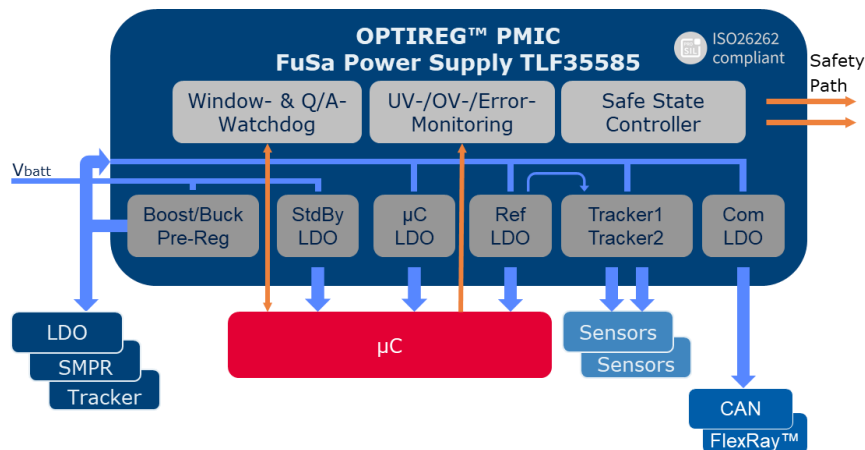 OPTIREG™ PMIC
FuSa Power Supply TLF35585
SIL
ISO26262
compliant
Safety
Path
Window- & Q/A-
Watchdog
UV-/OV-/Error-
Monitoring
Safe State
Controller
Vbatt
Boost/Buck
Pre-Reg
StdBy
LDO
µC
LDO
Ref
LDO
Tracker1
Tracker2
Com
LDO
LDO
SMPR
Tracker
µC
Sensors
Sensors
CAN
FlexRay™